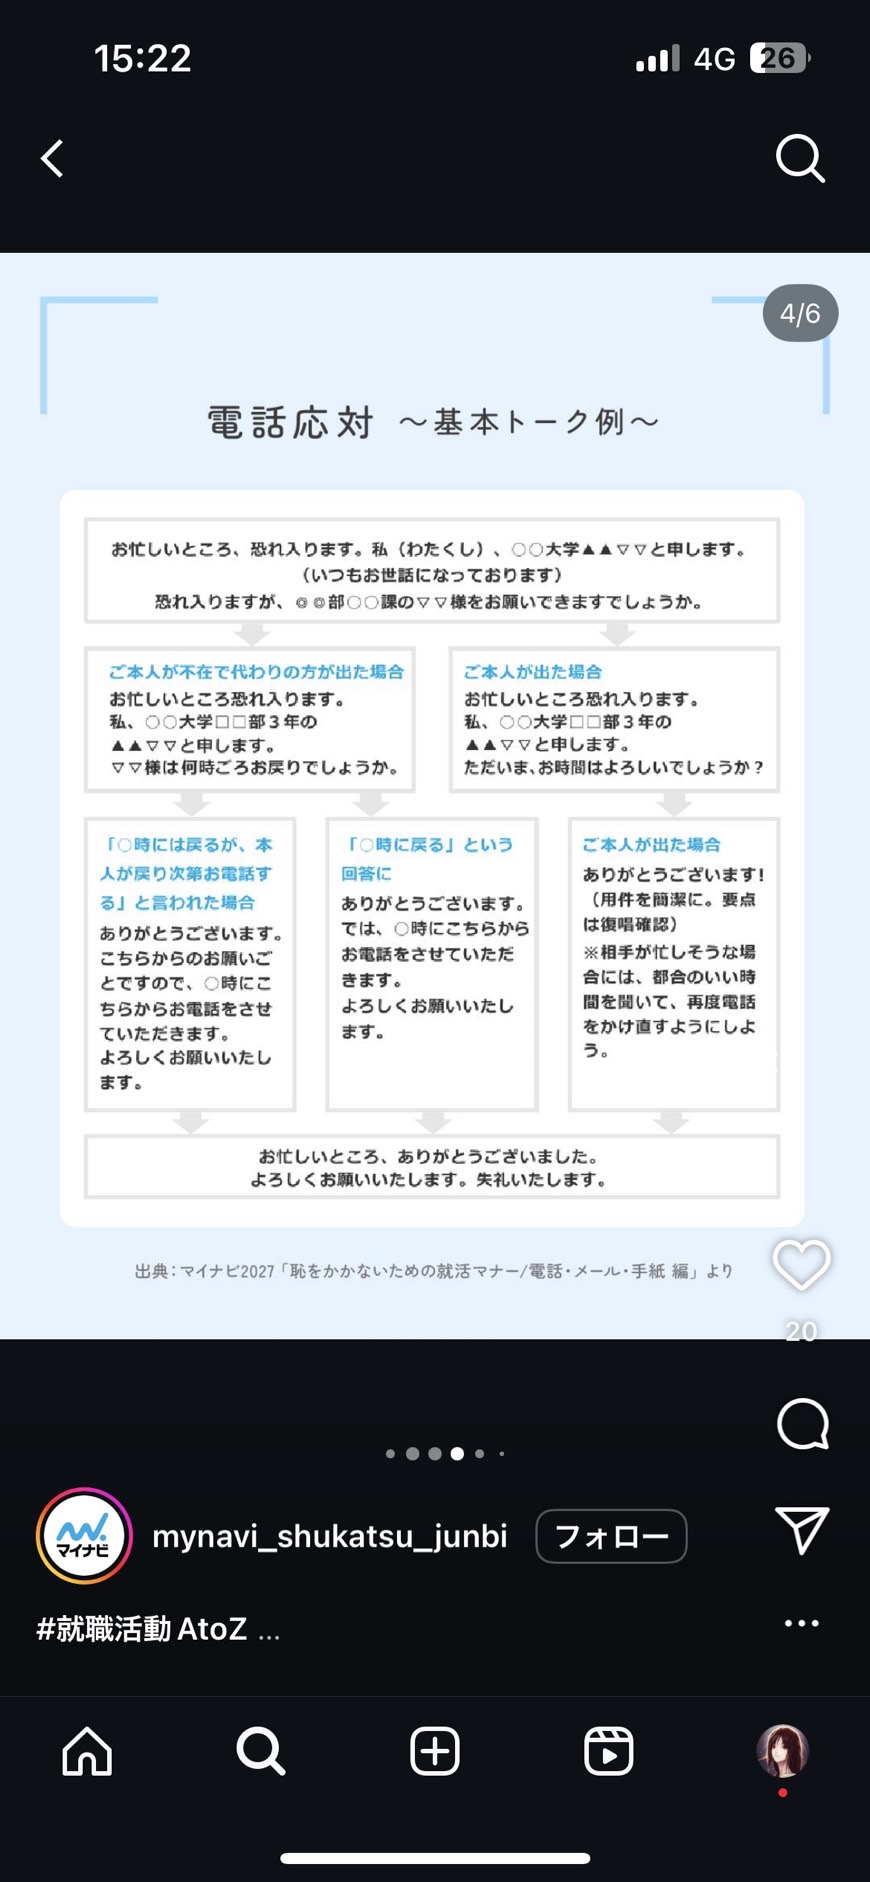 15:22
4G
26
4/6
電話応対 ～基本トーク例～
お忙しいところ、恐れ入ります。私（わたくし）、○○大学▲▲▽▽と申します。
（いつもお世話になっております）
恐れ入りますが、◎◎部○○課の▽▽様をお願いできますでしょうか。
ご本人が不在で代わりの方が出た場合
お忙しいところ恐れ入ります。
私、○○大学□□部３年の
▲▲▽▽と申します。
▽▽様は何時ごろお戻りでしょうか。
ご本人が出た場合
お忙しいところ恐れ入ります。
私、○○大学□□部３年の
▲▲▽▽と申します。
ただいま、お時間はよろしいでしょうか？
「○時には戻るが、本
人が戻り次第お電話す
る」と言われた場合
ありがとうございます。
こちらからのお願いご
とですので、○時にこ
ちらからお電話をさせ
ていただきます。
よろしくお願いいたし
ます。
「○時に戻る」という
回答に
ありがとうございます。
では、○時にこちらから
お電話をさせていただ
きます。
よろしくお願いいたし
ます。
ご本人が出た場合
ありがとうございます！
（用件を簡潔に。要点
は復唱確認）
※相手が忙しそうな場
合には、都合のいい時
間を聞いて、再度電話
をかけ直すようにしよ
う。
お忙しいところ、ありがとうございました。
よろしくお願いいたします。失礼いたします。
出典：マイナビ2027「恥をかかないための就活マナー/電話・メール・手紙 編」より
20
マイナビ
mynavi_shukatsu_junbi
フォロー
#就職活動 AtoZ ...